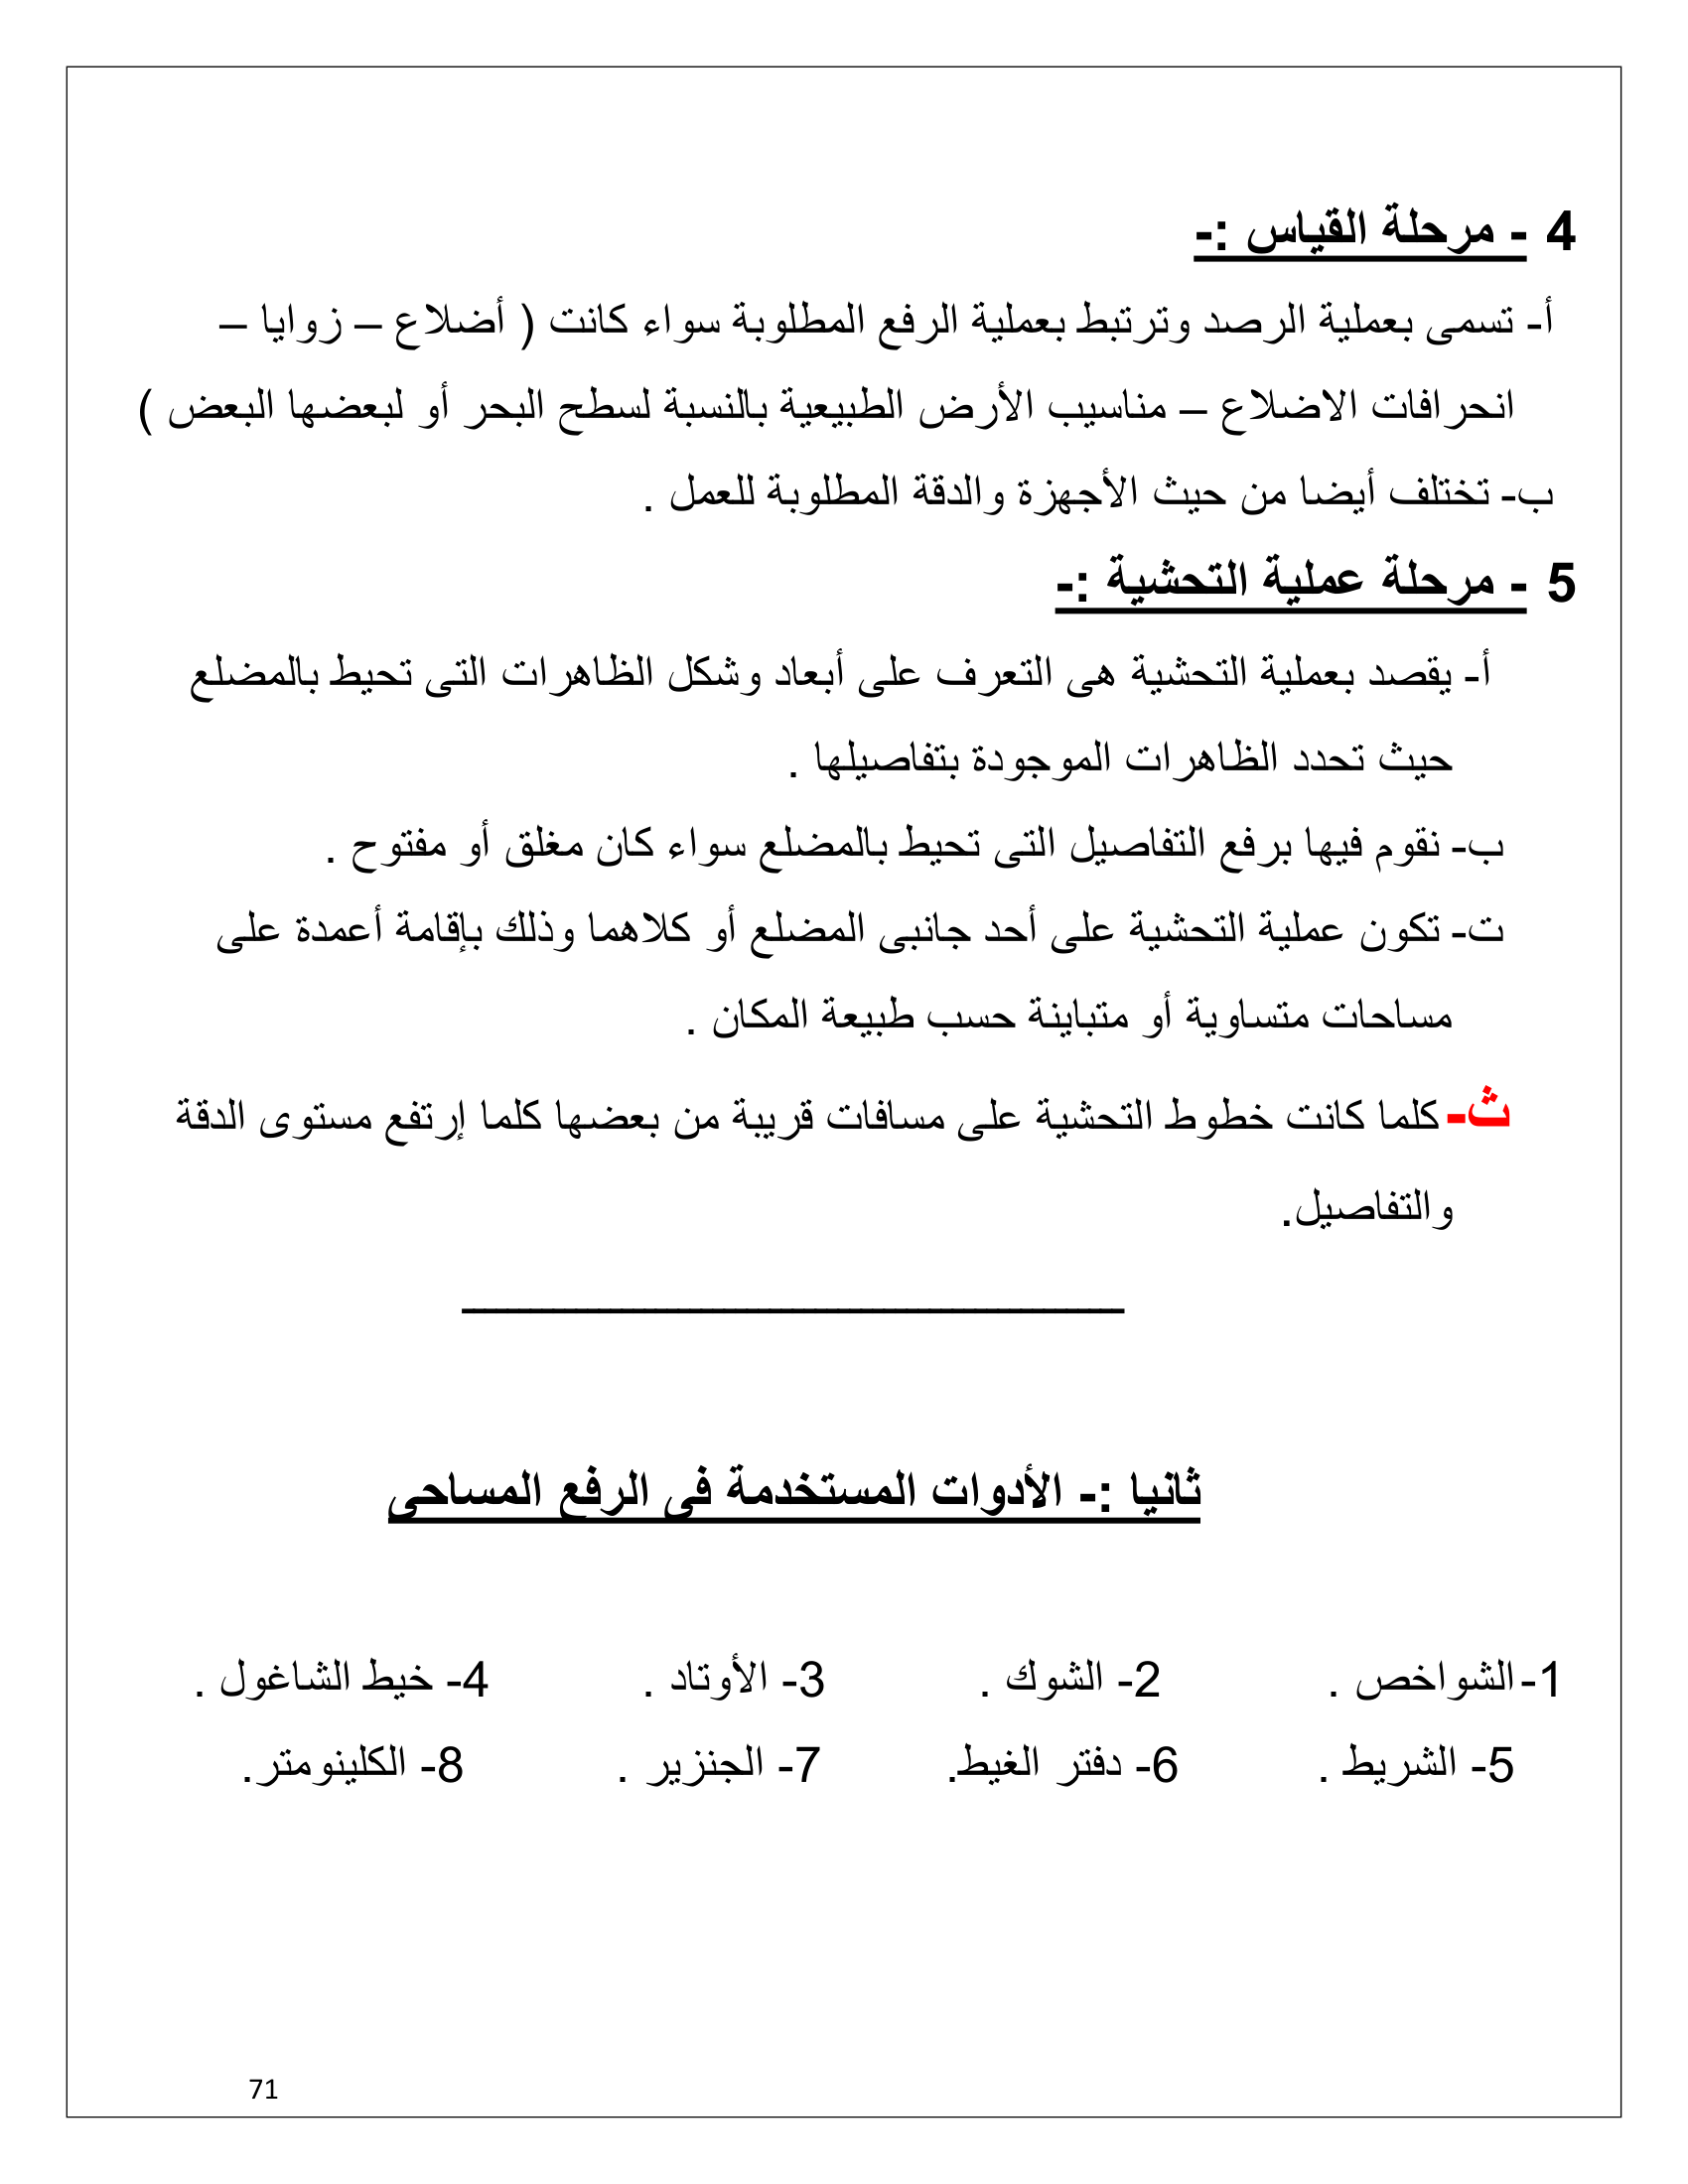 4 - مرحلة القياس :-
أ- تسمى بعملية الرصد وترتبط بعملية الرفع المطلوبة سواء كانت ( أضلاع – زوايا –
انحرافات الاضلاع – مناسيب الأرض الطبيعية بالنسبة لسطح البحر أو لبعضها البعض )
ب- تختلف أيضا من حيث الأجهزة والدقة المطلوبة للعمل .
5 - مرحلة عملية التحشية :-
أ- يقصد بعملية التحشية هى التعرف على أبعاد وشكل الظاهرات التى تحيط بالمضلع
حيث تحدد الظاهرات الموجودة بتفاصيلها .
ب- نقوم فيها برفع التفاصيل التى تحيط بالمضلع سواء كان مغلق أو مفتوح .
ت- تكون عملية التحشية على أحد جانبى المضلع أو كلاهما وذلك بإقامة أعمدة على
مساحات متساوية أو متباينة حسب طبيعة المكان .
ث- كلما كانت خطوط التحشية على مسافات قريبة من بعضها كلما إرتفع مستوى الدقة
والتفاصيل.
ثانيا :- الأدوات المستخدمة فى الرفع المساحى
1- الشواخص . 2- الشوك . 3- الأوتاد . 4- خيط الشاغول .
5- الشريط . 6- دفتر الغيط. 7- الجنزير . 8- الكلينومتر.
71